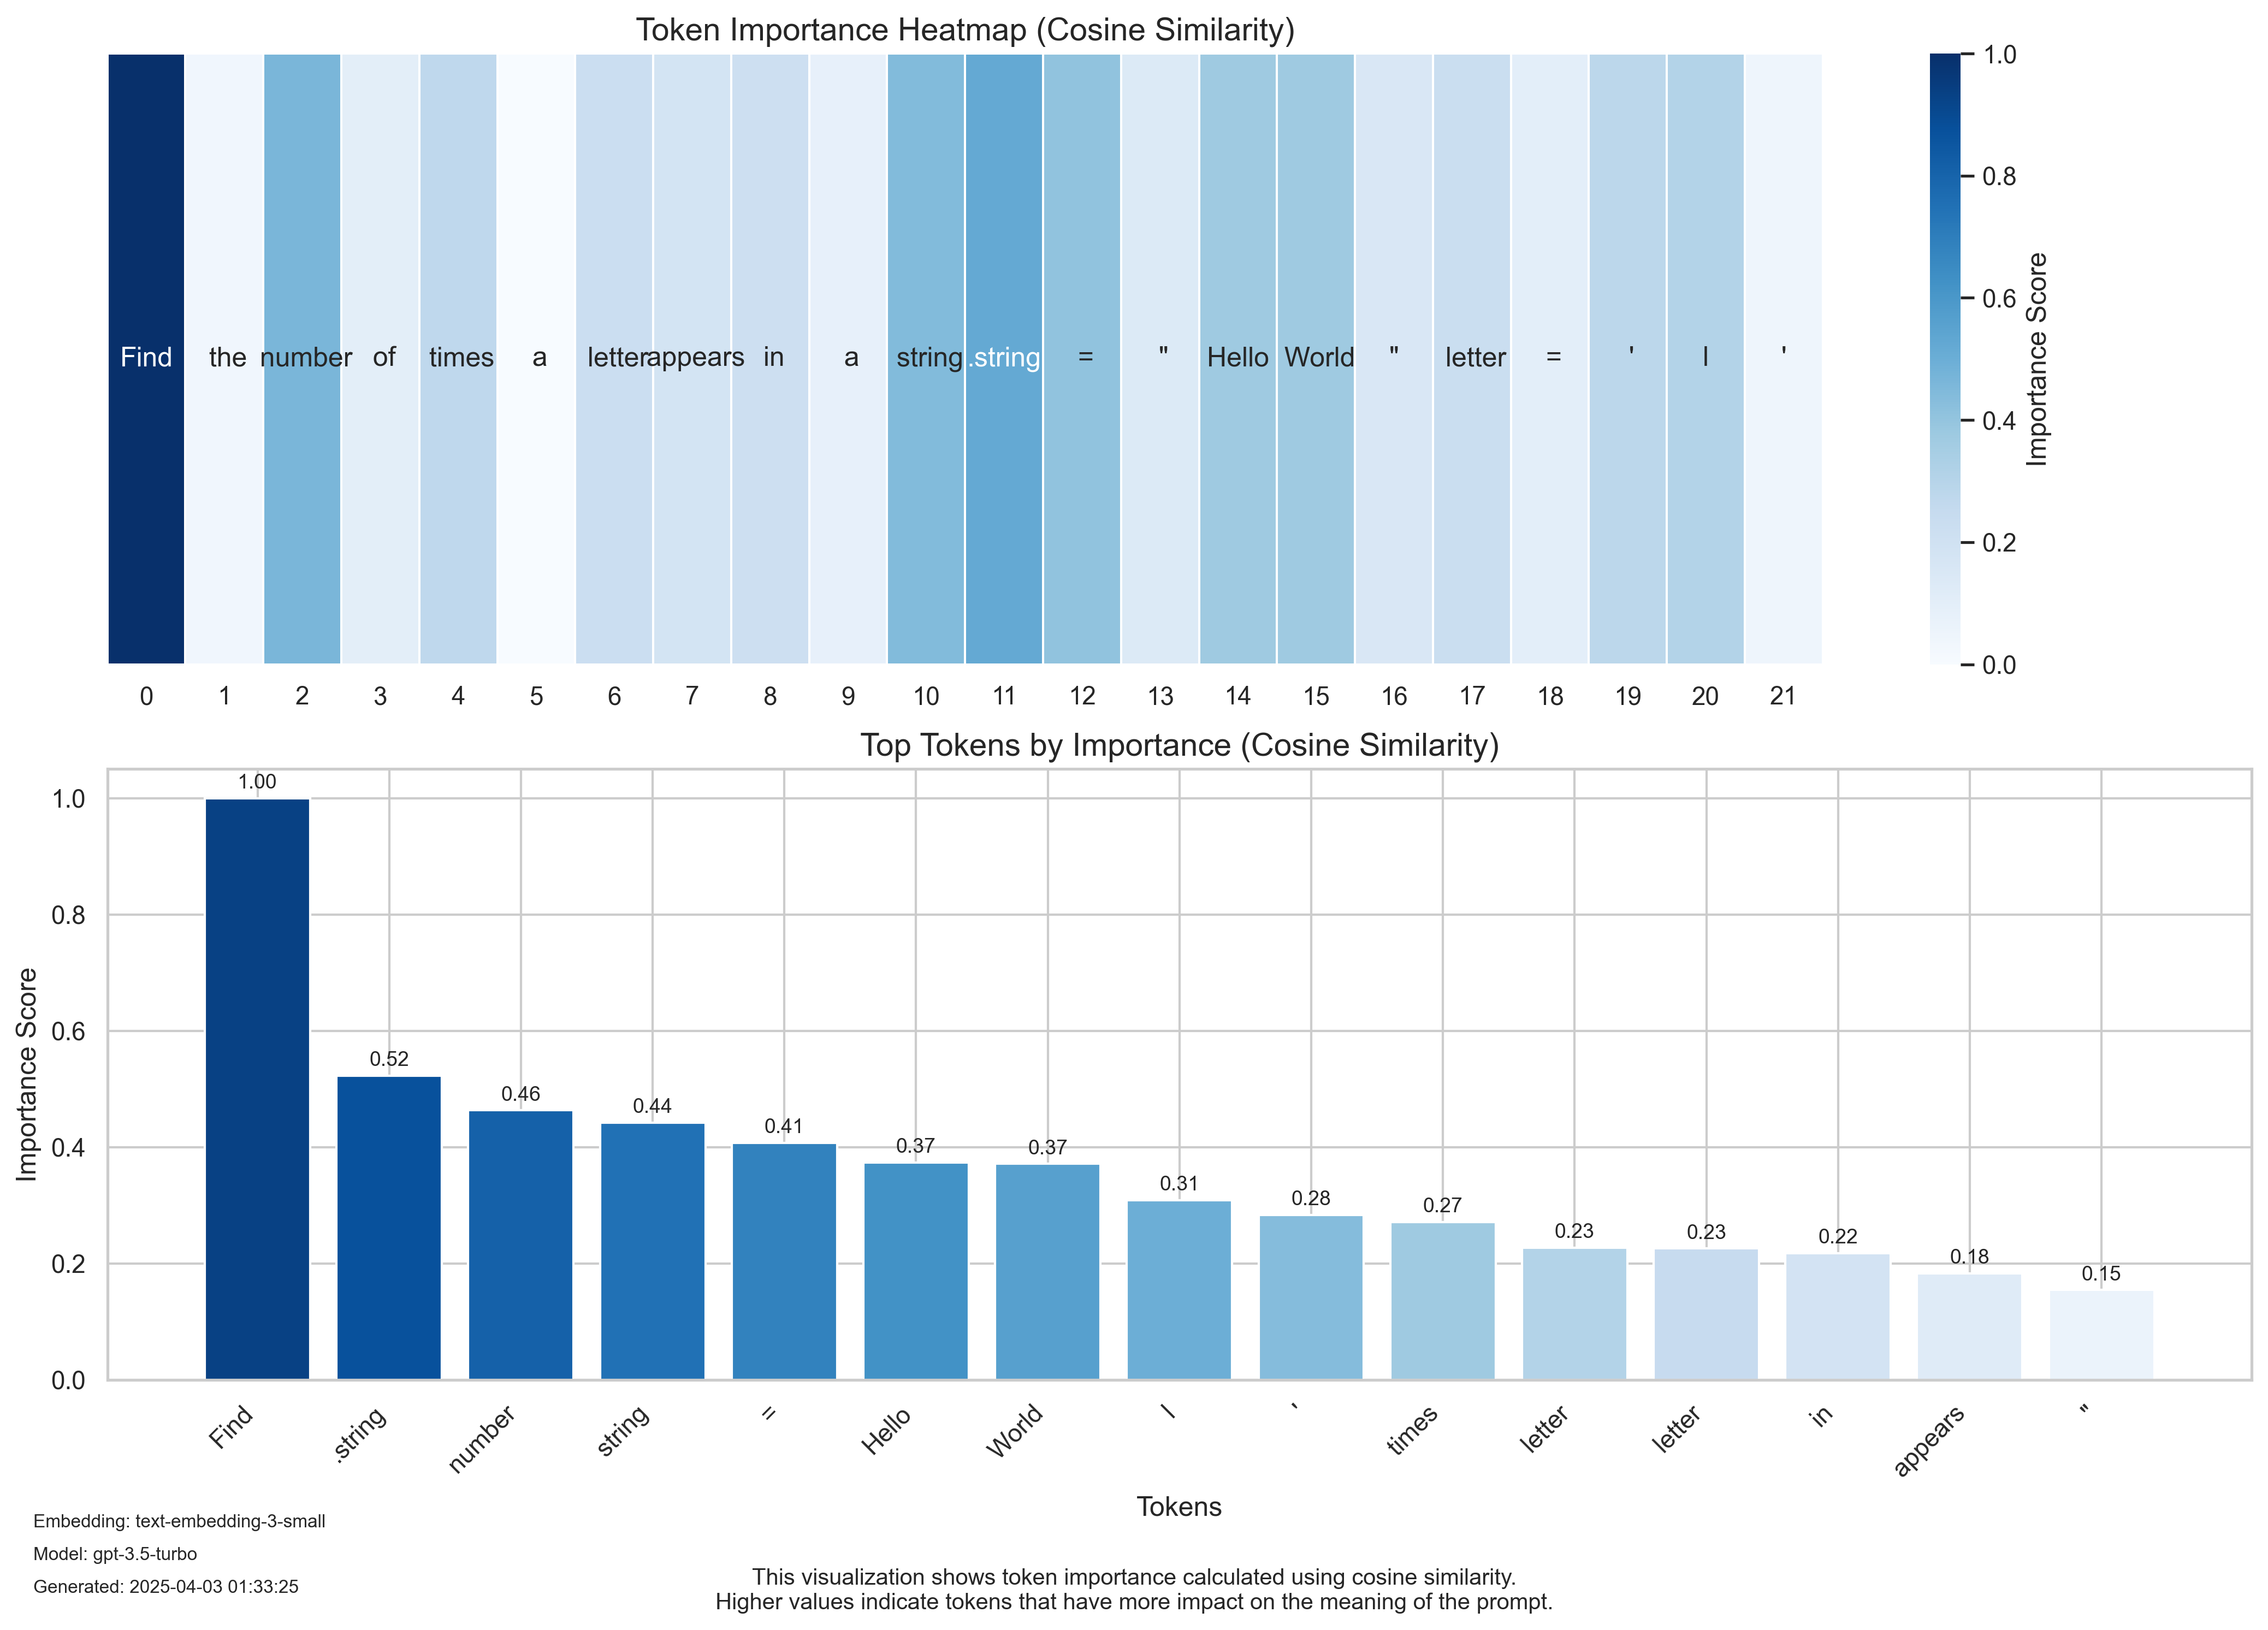 Token Importance Heatmap (Cosine Similarity)
Find the number of times a letter appears in a string .string = " Hello World " letter = ' l '
0 1 2 3 4 5 6 7 8 9 10 11 12 13 14 15 16 17 18 19 20 21
1.0
0.8
0.6
0.4
0.2
0.0
Importance Score
Top Tokens by Importance (Cosine Similarity)
1.0
0.8
0.6
0.4
0.2
0.0
Importance Score
1.00 0.52 0.46 0.44 0.41 0.37 0.37 0.31 0.28 0.27 0.23 0.23 0.22 0.18 0.15
Find .string number string = Hello World l ' times letter letter in appears "
Tokens
Embedding: text-embedding-3-small
Model: gpt-3.5-turbo
Generated: 2025-04-03 01:33:25
This visualization shows token importance calculated using cosine similarity.
Higher values indicate tokens that have more impact on the meaning of the prompt.